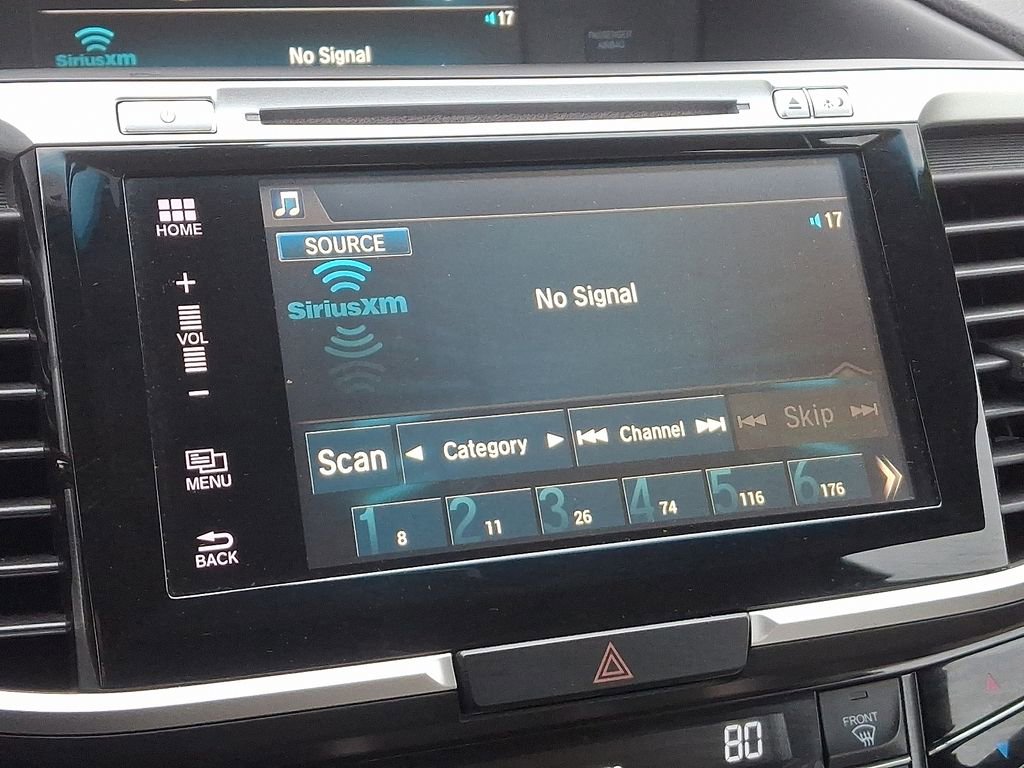 17
SiriusXm
No Signal
PASSENGER
AIRBAG
HOME
SOURCE
17
SiriusXm
No Signal
+
VOL
-
Scan
Category
Channel
Skip
MENU
1 8
2 11
3 26
4 74
5 116
6 176
BACK
80
FRONT